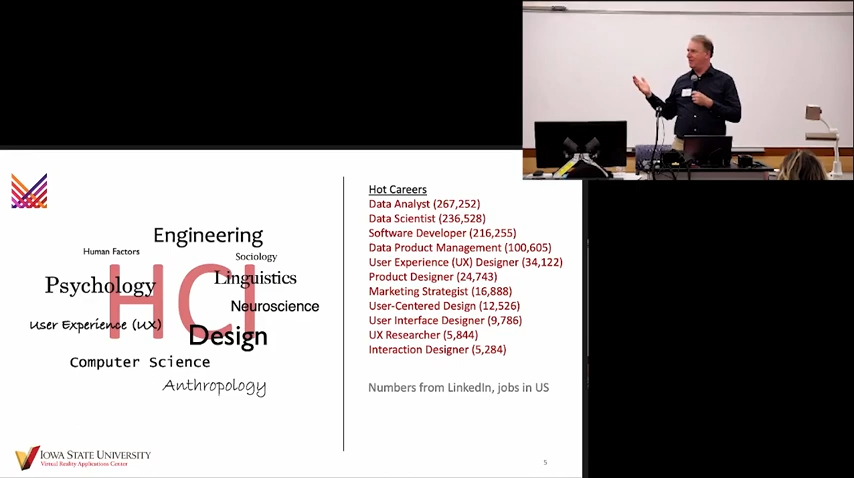 Engineering
Human Factors
Sociology
HCI
Linguistics
Psychology
Neuroscience
User Experience (UX)
Design
Computer Science
Anthropology
Hot Careers
Data Analyst (267,252)
Data Scientist (236,528)
Software Developer (216,255)
Data Product Management (100,605)
User Experience (UX) Designer (34,122)
Product Designer (24,743)
Marketing Strategist (16,888)
User-Centered Design (12,526)
User Interface Designer (9,786)
UX Researcher (5,844)
Interaction Designer (5,284)
Numbers from LinkedIn, jobs in US
IOWA STATE UNIVERSITY
Virtual Reality Applications Center
5